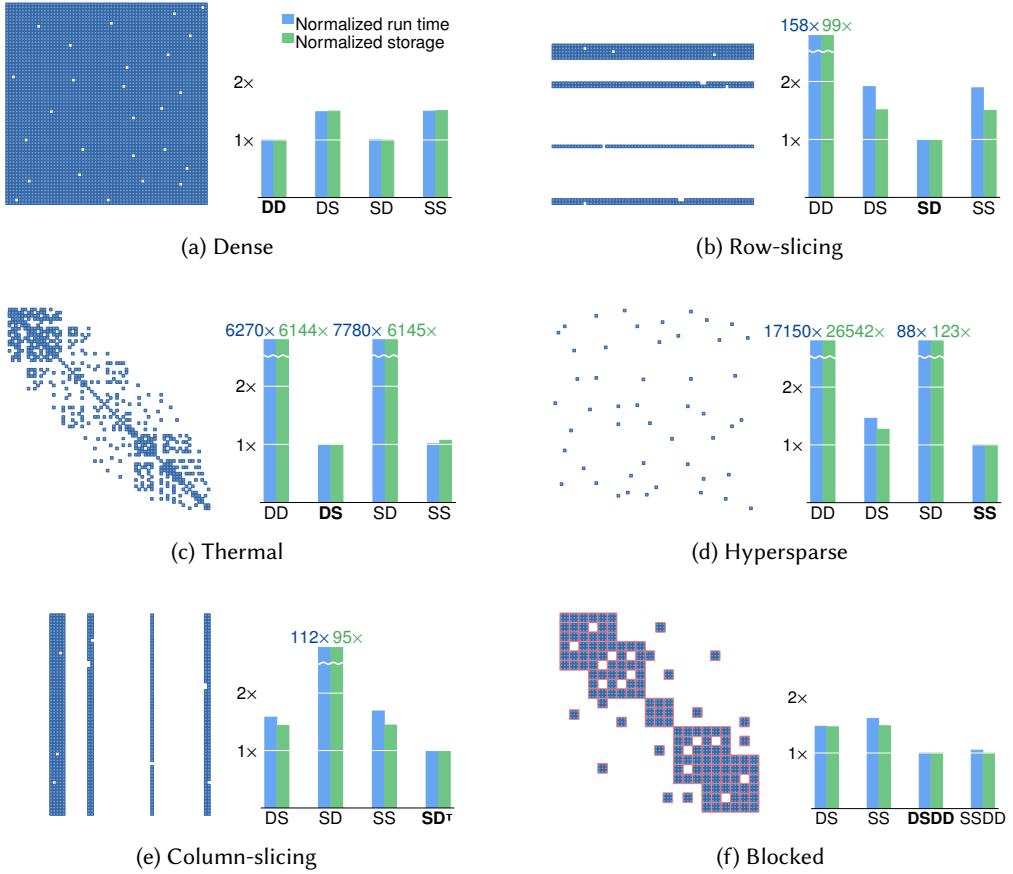 Normalized run time
Normalized storage
2×
1×
DD DS SD SS
(a) Dense
158× 99×
2×
1×
DD DS SD SS
(b) Row-slicing
6270× 6144× 7780× 6145×
2×
1×
DD DS SD SS
(c) Thermal
17150× 26542× 88× 123×
2×
1×
DD DS SD SS
(d) Hypersparse
112× 95×
2×
1×
DS SD SS SDᵀ
(e) Column-slicing
2×
1×
DS SS DSDD SSDD
(f) Blocked